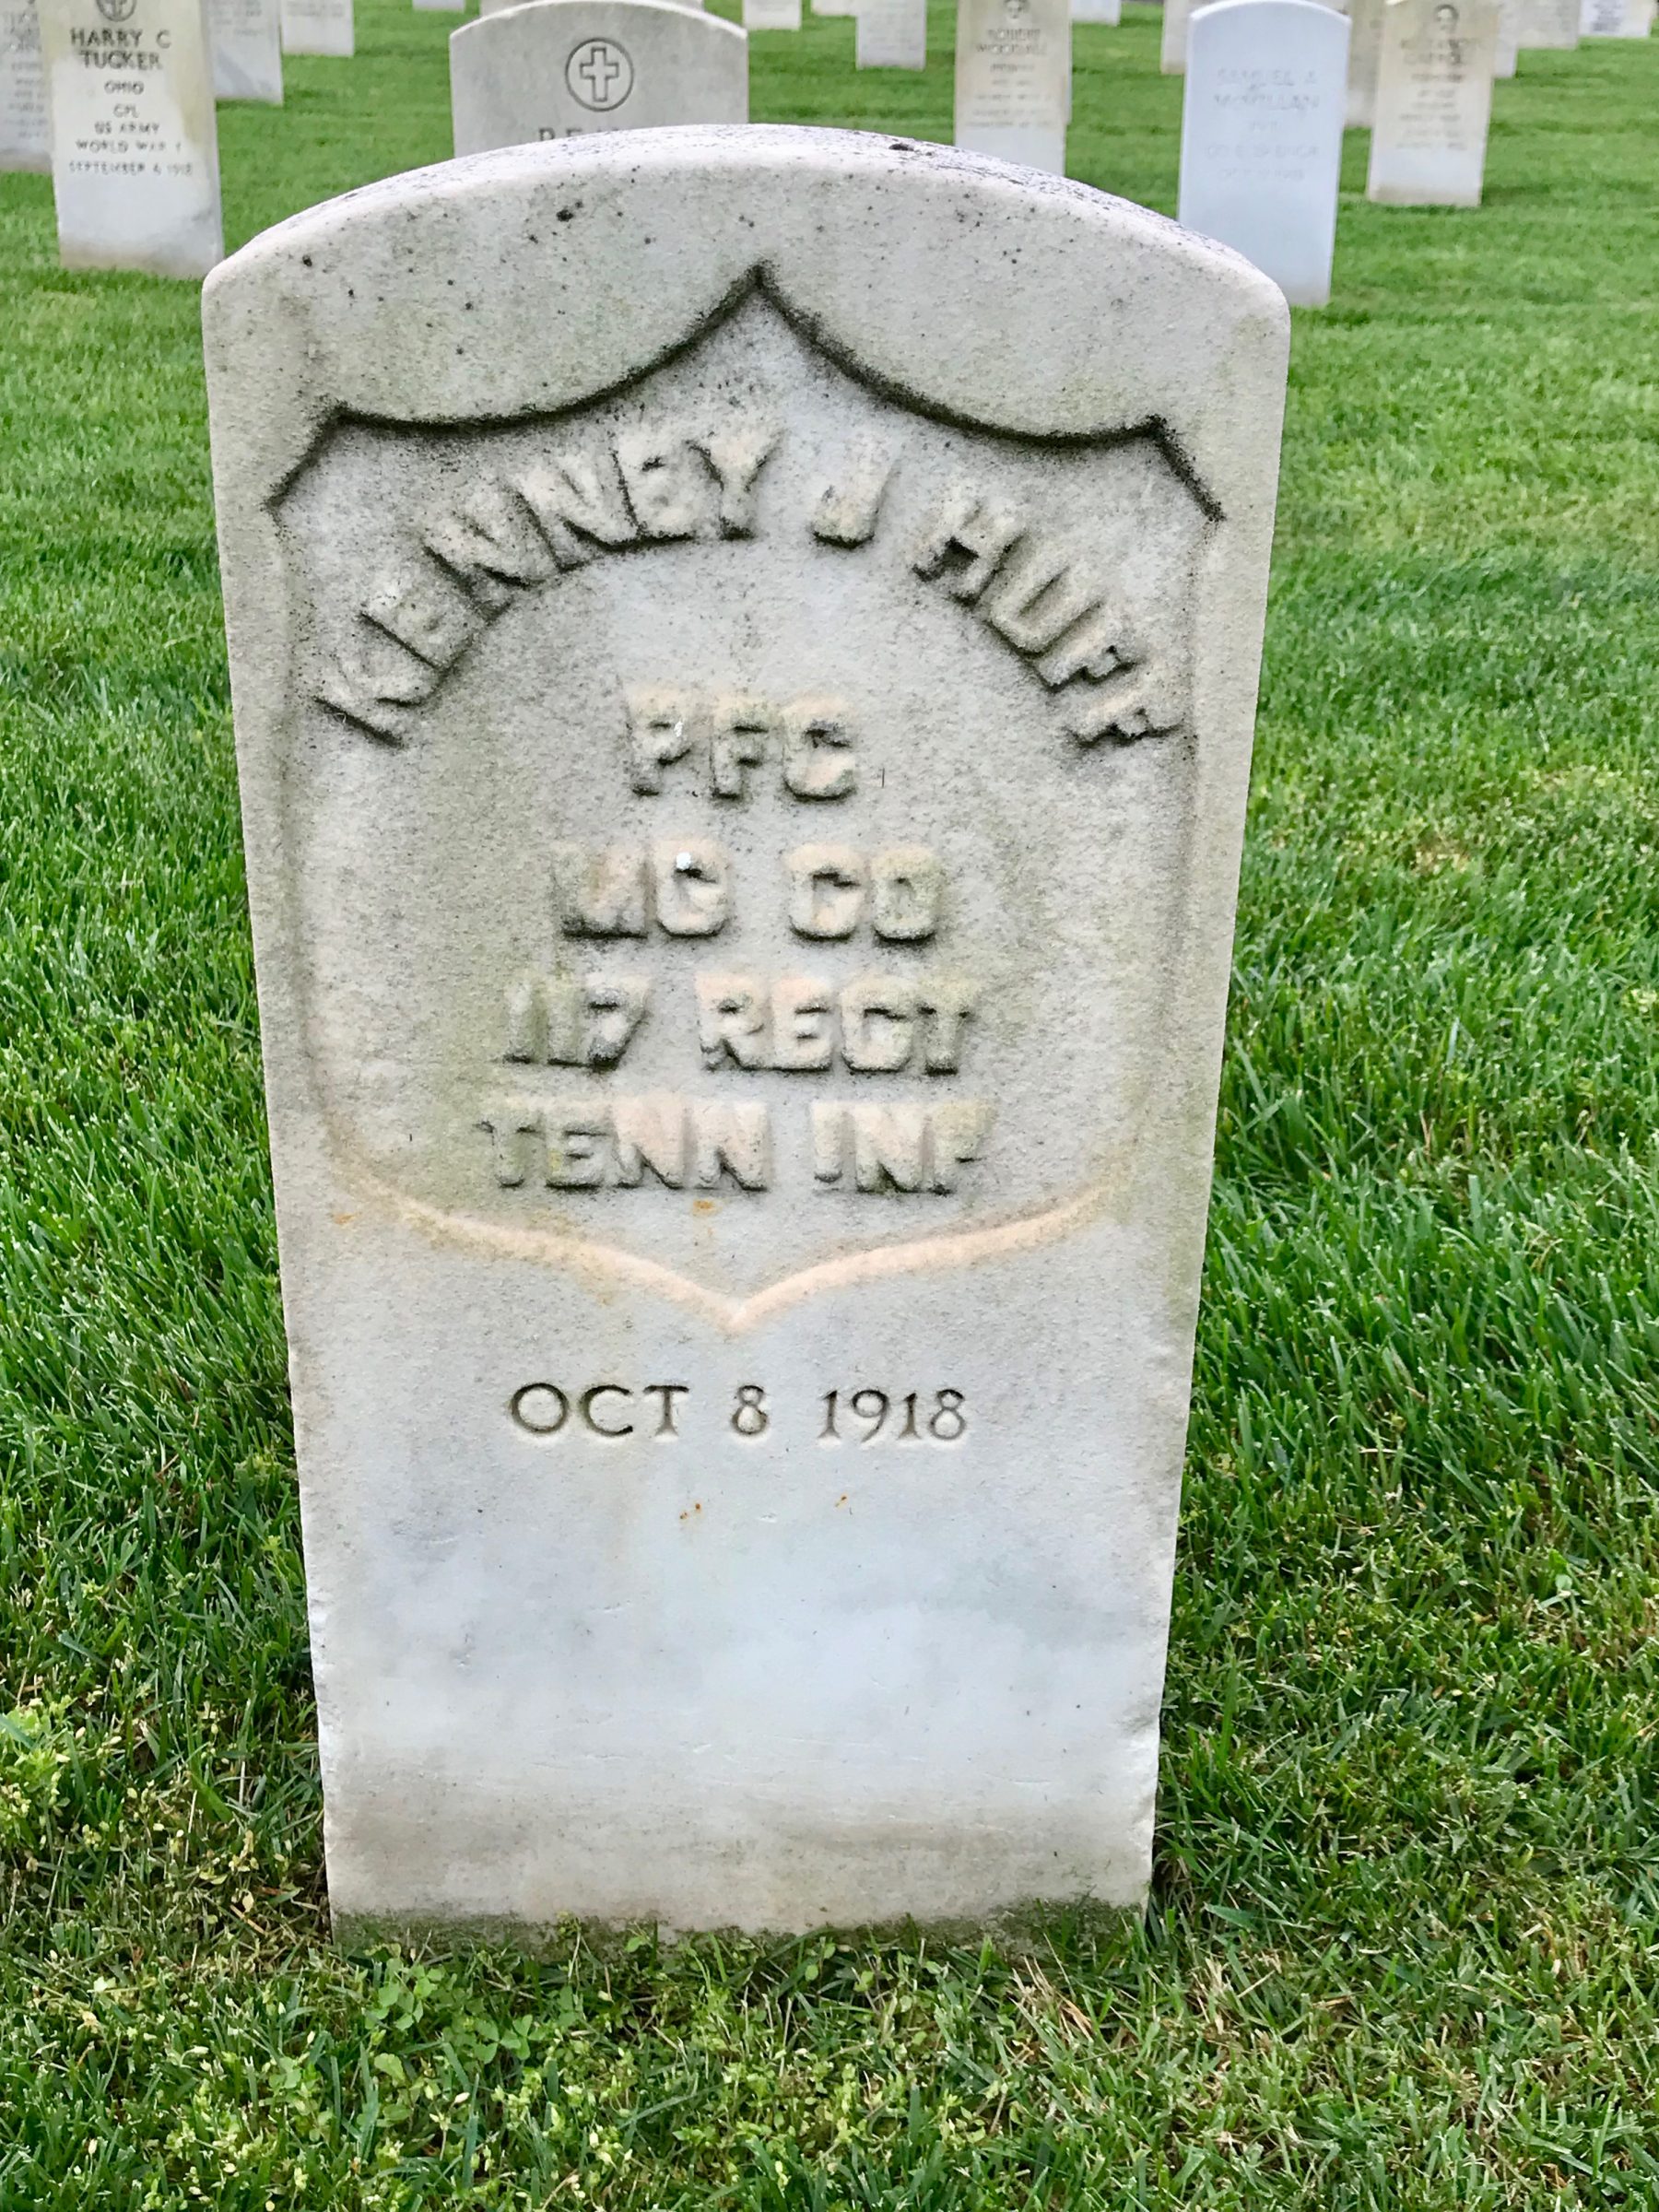 HARRY C
TUCKER
OHIO
CPL
US ARMY
WORLD WAR I
KENNEY J HUFF
PFC
MG CO
117 REGT
TENN INF
OCT 8 1918